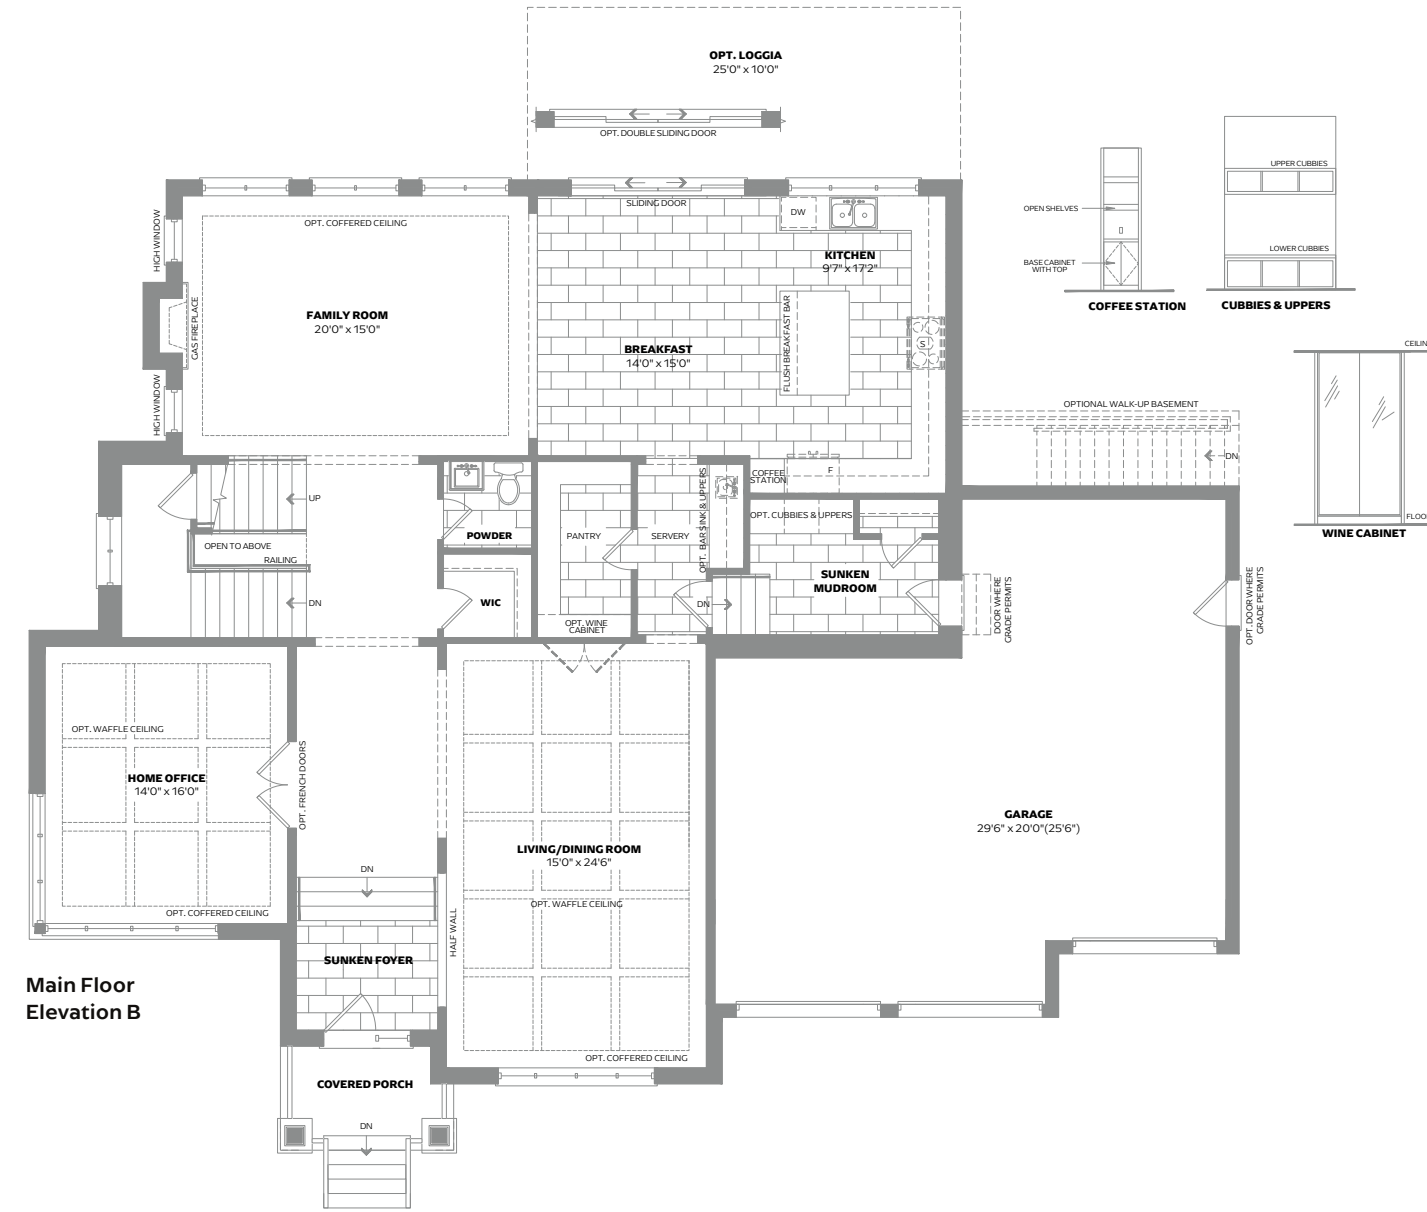 OPT. LOGGIA
25'0" x 10'0"
OPT. DOUBLE SLIDING DOOR
SLIDING DOOR
DW
KITCHEN
9'7" x 17'2"
FLUSH BREAKFAST BAR
S
BREAKFAST
14'0" x 15'0"
OPT. COFFERED CEILING
FAMILY ROOM
20'0" x 15'0"
HIGH WINDOW
GAS FIREPLACE
HIGH WINDOW
OPEN SHELVES
BASE CABINET
WITH TOP
COFFEE STATION
UPPER CUBBIES
LOWER CUBBIES
CUBBIES & UPPERS
CEILIN
FLOO
WINE CABINET
OPTIONAL WALK-UP BASEMENT
DN
UP
OPEN TO ABOVE
RAILING
DN
POWDER
WIC
PANTRY
OPT. WINE
CABINET
SERVERY
OPT. BAR SINK & UPPERS
COFFEE
STATION
F
OPT. CUBBIES & UPPERS
SUNKEN
MUDROOM
DN
DOOR WHERE
GRADE PERMITS
OPT. DOOR WHERE
GRADE PERMITS
OPT. WAFFLE CEILING
HOME OFFICE
14'0" x 16'0"
OPT. FRENCH DOORS
OPT. COFFERED CEILING
DN
SUNKEN FOYER
HALF WALL
LIVING/DINING ROOM
15'0" x 24'6"
OPT. WAFFLE CEILING
OPT. COFFERED CEILING
GARAGE
29'6" x 20'0"(25'6")
COVERED PORCH
DN
Main Floor
Elevation B